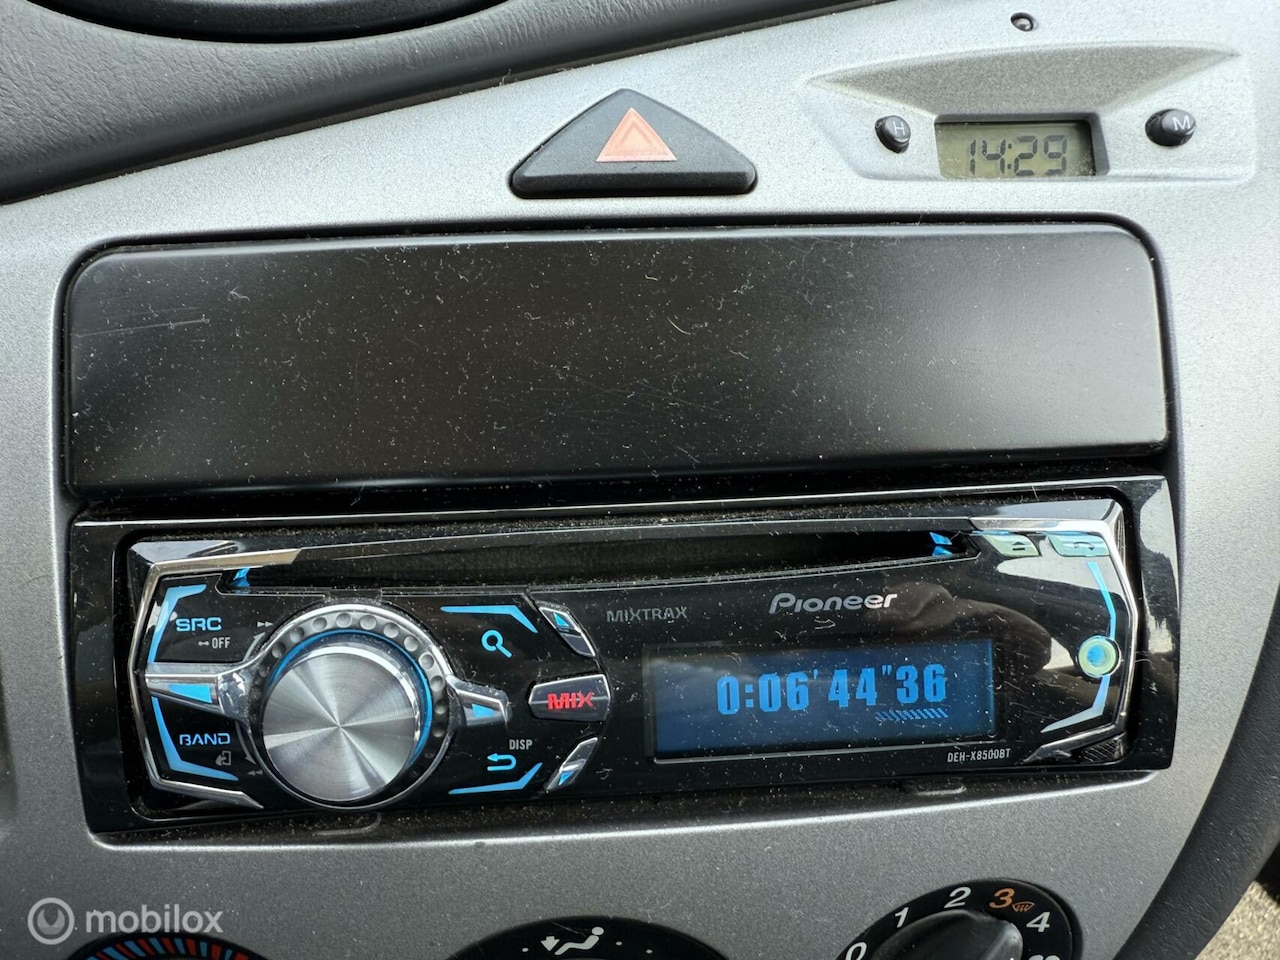 H
14:29
M
SRC
OFF
MIXTRAX
Pioneer
MIX
0:06'44"36
BAND
DISP
DEH-X8500BT
0 1 2 3 4
mobilox